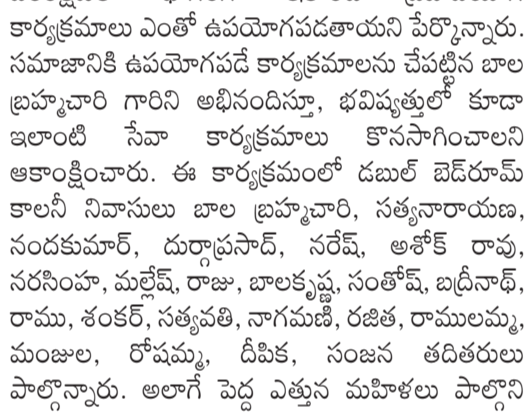 కార్యక్రమాలు ఎంతో ఉపయోగపడతాయని పేర్కొన్నారు.
సమాజానికి ఉపయోగపడే కార్యక్రమాలను చేపట్టిన బాల
బ్రహ్మచారి గారిని అభినందిస్తూ, భవిష్యత్తులో కూడా
ఇలాంటి సేవా కార్యక్రమాలు కొనసాగించాలని
ఆకాంక్షించారు. ఈ కార్యక్రమంలో డబుల్ బెడ్‌రూమ్
కాలనీ నివాసులు బాల బ్రహ్మచారి, సత్యనారాయణ,
నందకుమార్, దుర్గాప్రసాద్, నరేష్, అశోక్ రావు,
నరసింహ, మల్లేష్, రాజు, బాలకృష్ణ, సంతోష్, బద్రీనాథ్,
రాము, శంకర్, సత్యవతి, నాగమణి, రజిత, రాములమ్మ,
మంజుల, రోషమ్మ, దీపిక, సంజన తదితరులు
పాల్గొన్నారు. అలాగే పెద్ద ఎత్తున మహిళలు పాల్గొని